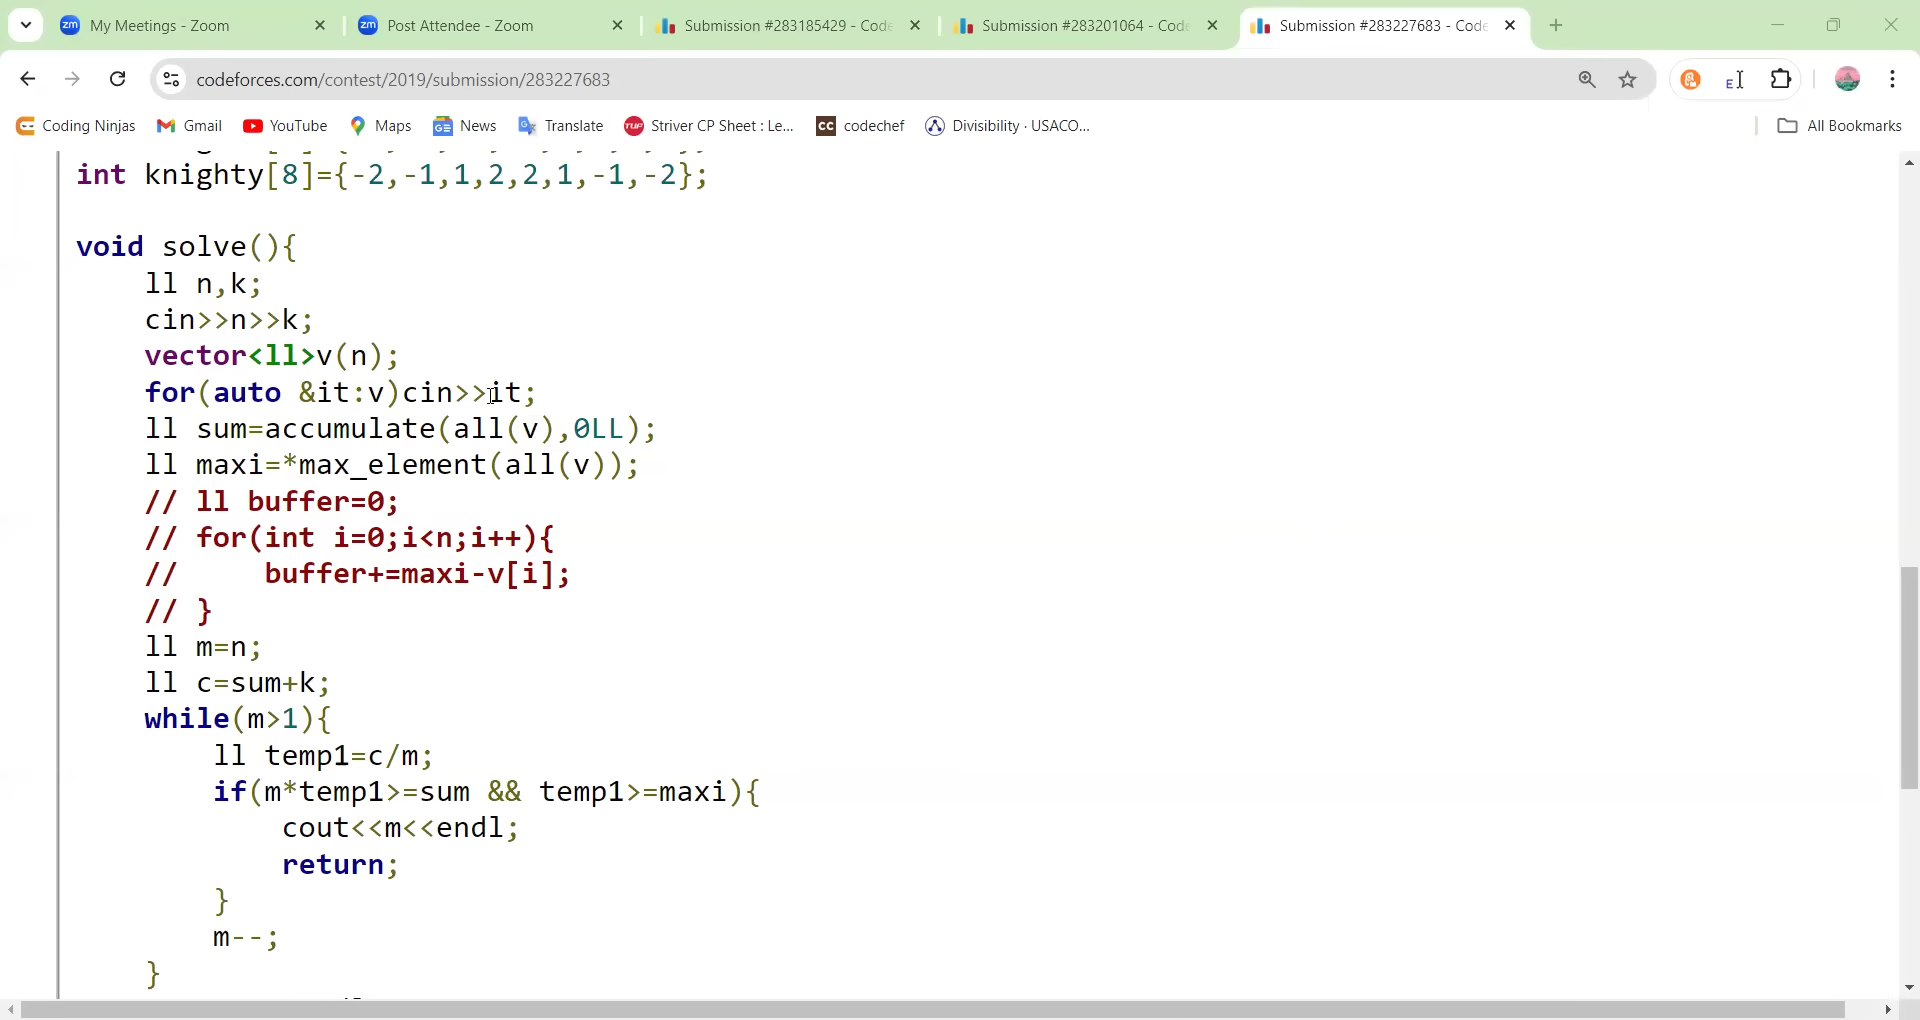 My Meetings - Zoom
Post Attendee - Zoom
Submission #283185429 - Code
Submission #283201064 - Code
Submission #283227683 - Code
codeforces.com/contest/2019/submission/283227683
Coding Ninjas
Gmail
YouTube
Maps
News
Translate
Striver CP Sheet : Le...
codechef
Divisibility · USACO...
All Bookmarks
int knighty[8]={-2,-1,1,2,2,1,-1,-2};
void solve(){
ll n,k;
cin>>n>>k;
vector<ll>v(n);
for(auto &it:v)cin>>it;
ll sum=accumulate(all(v),0LL);
ll maxi=*max_element(all(v));
// ll buffer=0;
// for(int i=0;i<n;i++){
//     buffer+=maxi-v[i];
// }
ll m=n;
ll c=sum+k;
while(m>1){
ll temp1=c/m;
if(m*temp1>=sum && temp1>=maxi){
cout<<m<<endl;
return;
}
m--;
}